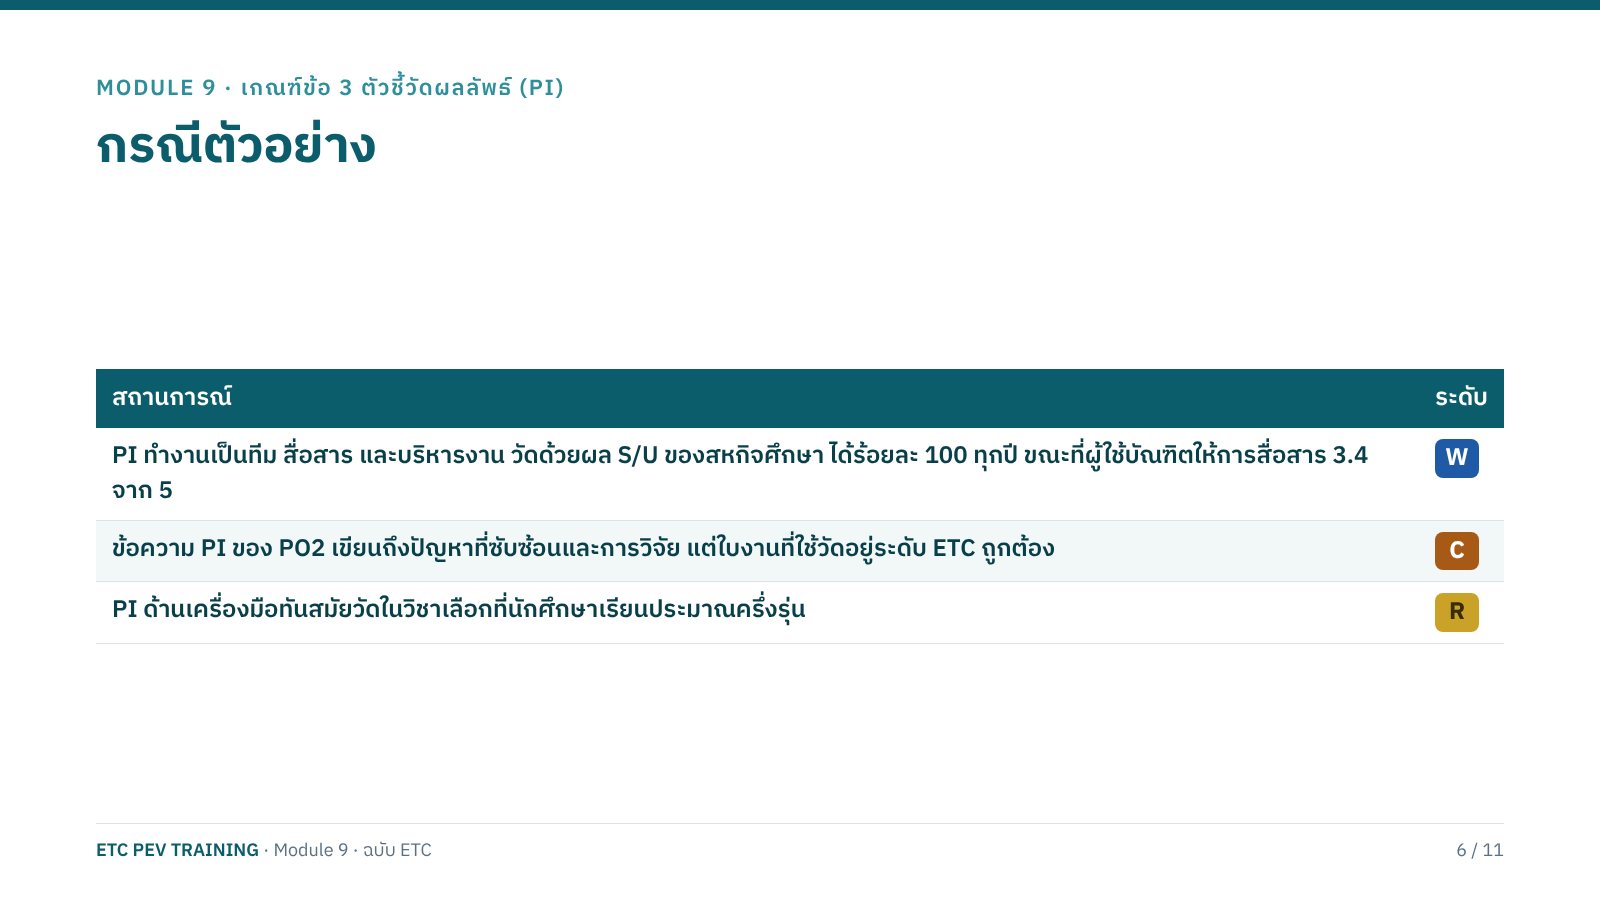 MODULE 9 · เกณฑ์ข้อ 3 ตัวชี้วัดผลลัพธ์ (PI)
กรณีตัวอย่าง
สถานการณ์ ระดับ
PI ทำงานเป็นทีม สื่อสาร และบริหารงาน วัดด้วยผล S/U ของสหกิจศึกษา ได้ร้อยละ 100 ทุกปี ขณะที่ผู้ใช้บัณฑิตให้การสื่อสาร 3.4 W
จาก 5
ข้อความ PI ของ PO2 เขียนถึงปัญหาที่ซับซ้อนและการวิจัย แต่ใบงานที่ใช้วัดอยู่ระดับ ETC ถูกต้อง C
PI ด้านเครื่องมือทันสมัยวัดในวิชาเลือกที่นักศึกษาเรียนประมาณครึ่งรุ่น R
ETC PEV TRAINING · Module 9 · ฉบับ ETC 6 / 11